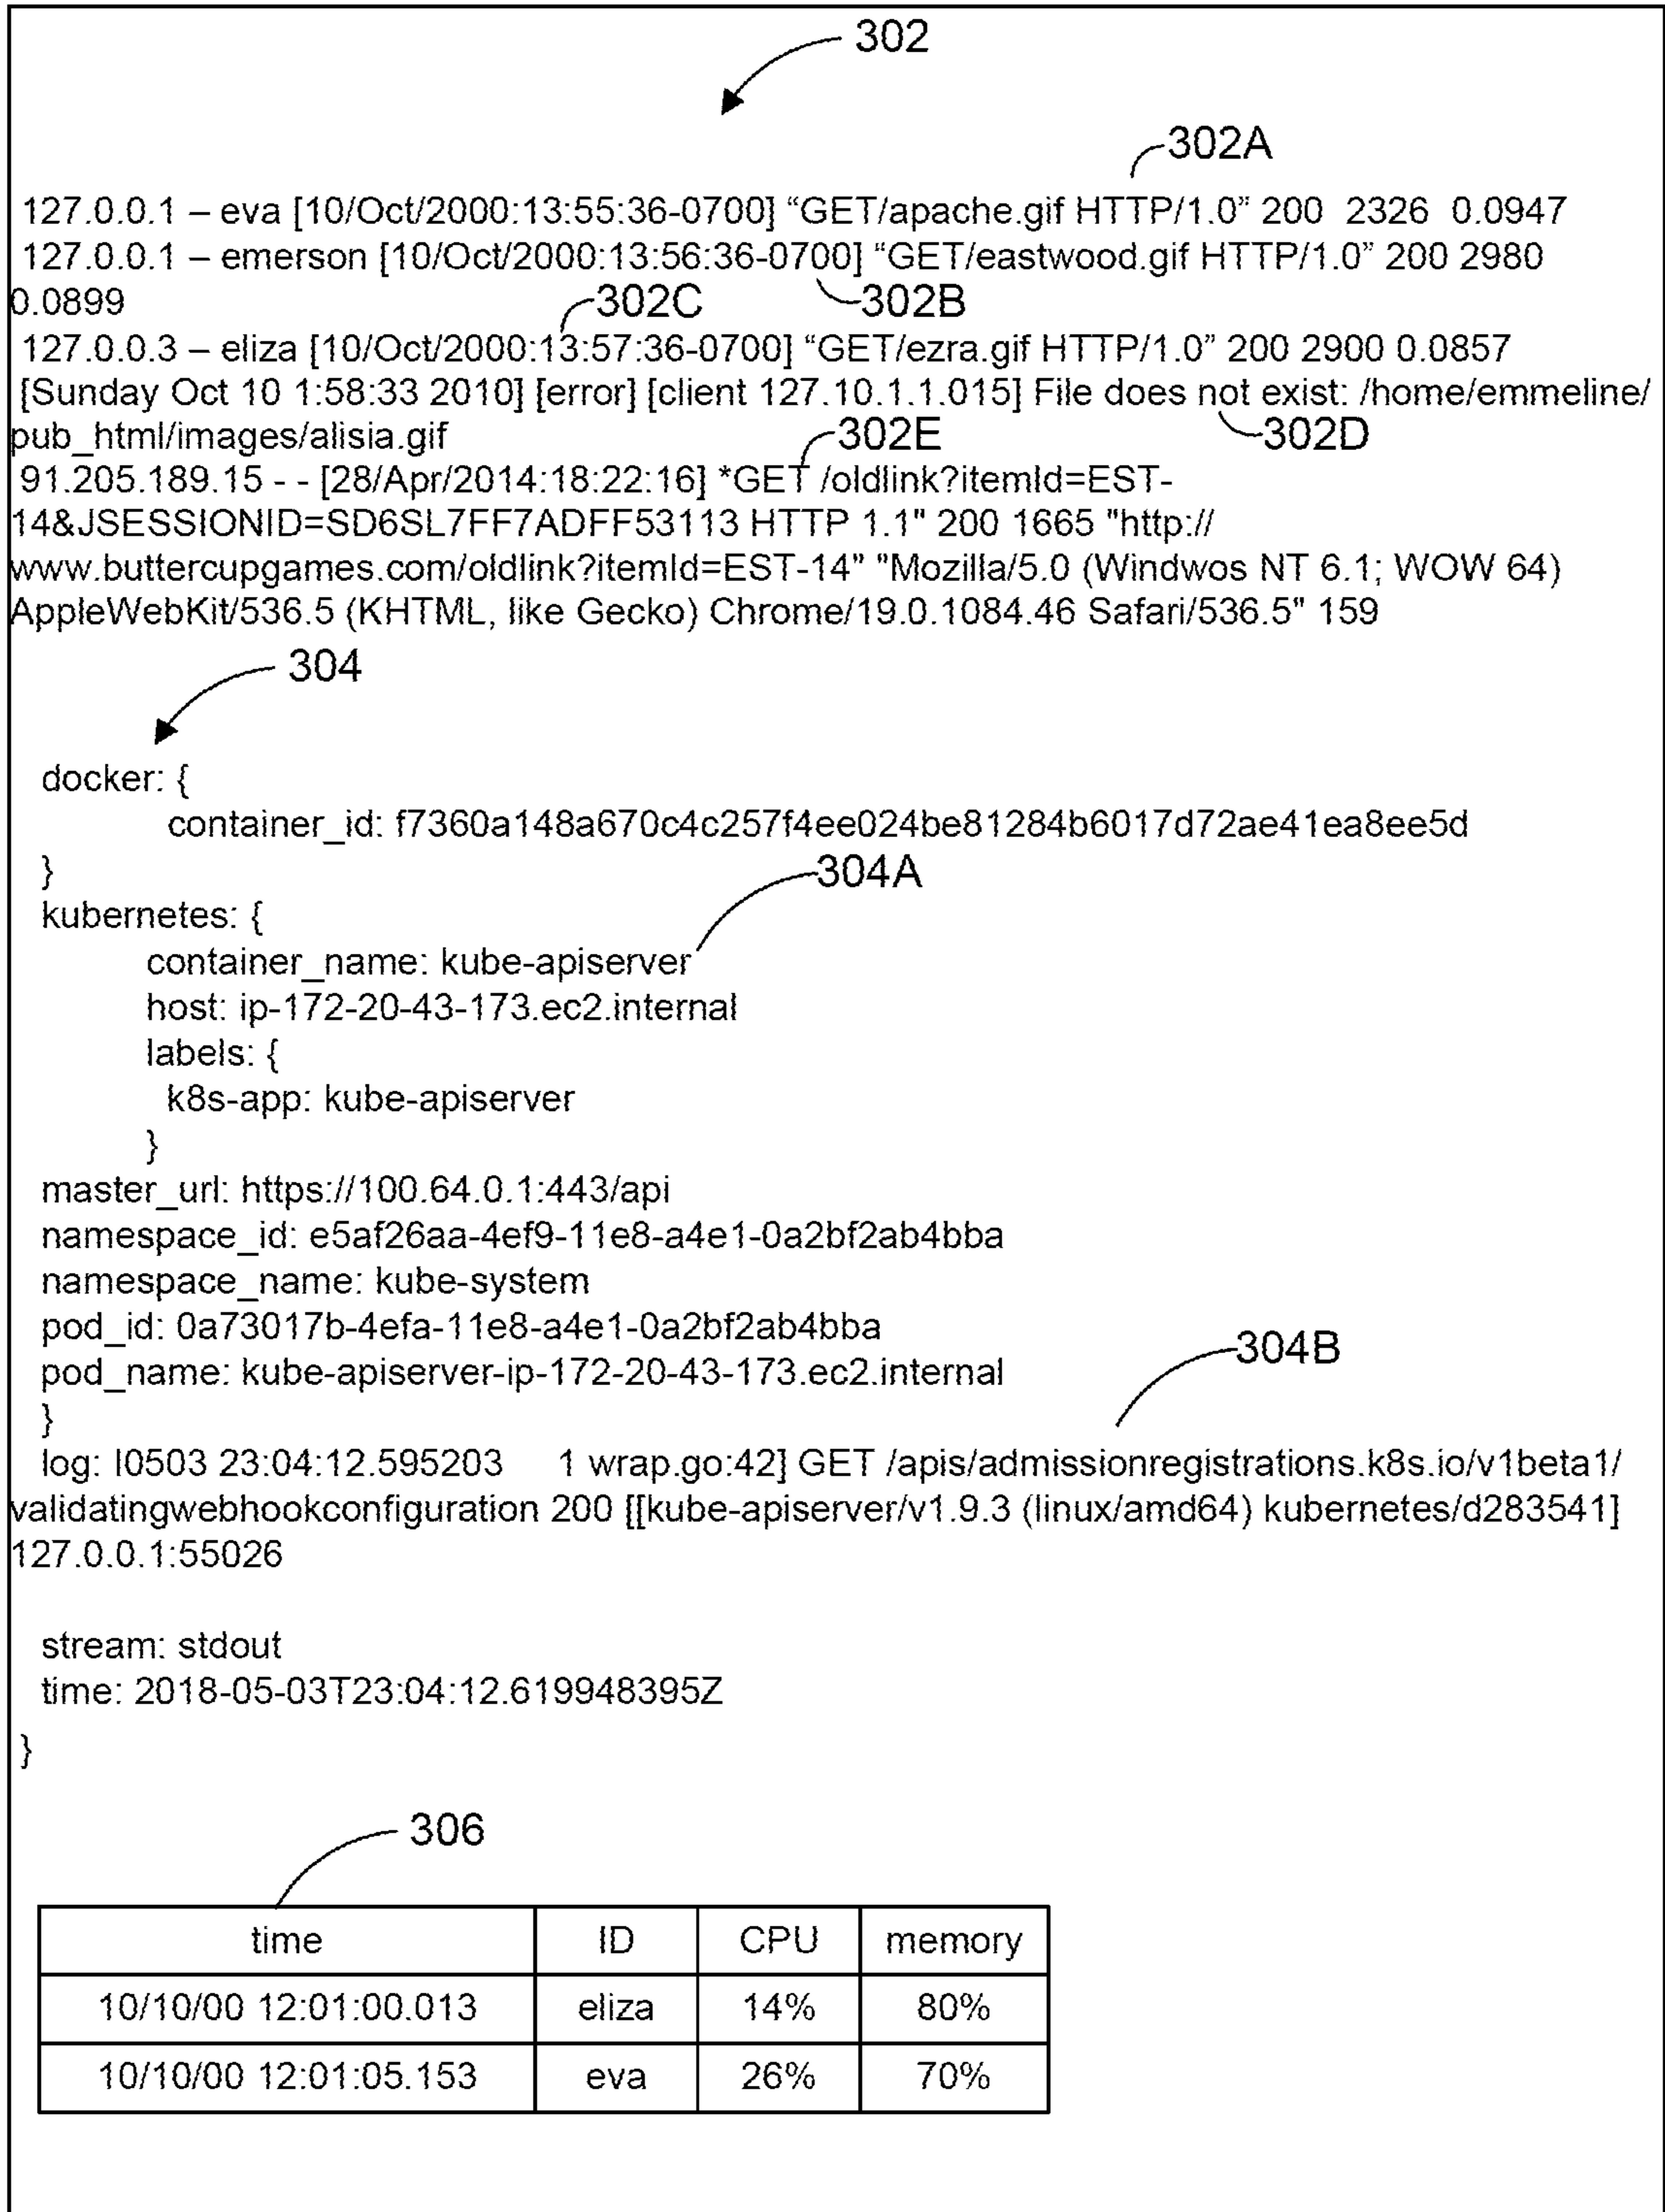 302
302A
127.0.0.1 – eva [10/Oct/2000:13:55:36-0700] “GET/apache.gif HTTP/1.0” 200 2326 0.0947
127.0.0.1 – emerson [10/Oct/2000:13:56:36-0700] “GET/eastwood.gif HTTP/1.0” 200 2980
0.0899
302C
302B
127.0.0.3 – eliza [10/Oct/2000:13:57:36-0700] “GET/ezra.gif HTTP/1.0” 200 2900 0.0857
[Sunday Oct 10 1:58:33 2010] [error] [client 127.10.1.1.015] File does not exist: /home/emmeline/
pub_html/images/alisia.gif
302E
302D
91.205.189.15 - - [28/Apr/2014:18:22:16] *GET /oldlink?itemId=EST-
14&JSESSIONID=SD6SL7FF7ADFF53113 HTTP 1.1" 200 1665 "http://
www.buttercupgames.com/oldlink?itemId=EST-14" "Mozilla/5.0 (Windwos NT 6.1; WOW 64)
AppleWebKit/536.5 (KHTML, like Gecko) Chrome/19.0.1084.46 Safari/536.5" 159
304
docker: {
container_id: f7360a148a670c4c257f4ee024be81284b6017d72ae41ea8ee5d
}
304A
kubernetes: {
container_name: kube-apiserver
host: ip-172-20-43-173.ec2.internal
labels: {
k8s-app: kube-apiserver
}
master_url: https://100.64.0.1:443/api
namespace_id: e5af26aa-4ef9-11e8-a4e1-0a2bf2ab4bba
namespace_name: kube-system
pod_id: 0a73017b-4efa-11e8-a4e1-0a2bf2ab4bba
304B
pod_name: kube-apiserver-ip-172-20-43-173.ec2.internal
}
log: I0503 23:04:12.595203 1 wrap.go:42] GET /apis/admissionregistrations.k8s.io/v1beta1/
validatingwebhookconfiguration 200 [[kube-apiserver/v1.9.3 (linux/amd64) kubernetes/d283541]
127.0.0.1:55026
stream: stdout
time: 2018-05-03T23:04:12.619948395Z
}
306
time ID CPU memory
10/10/00 12:01:00.013 eliza 14% 80%
10/10/00 12:01:05.153 eva 26% 70%